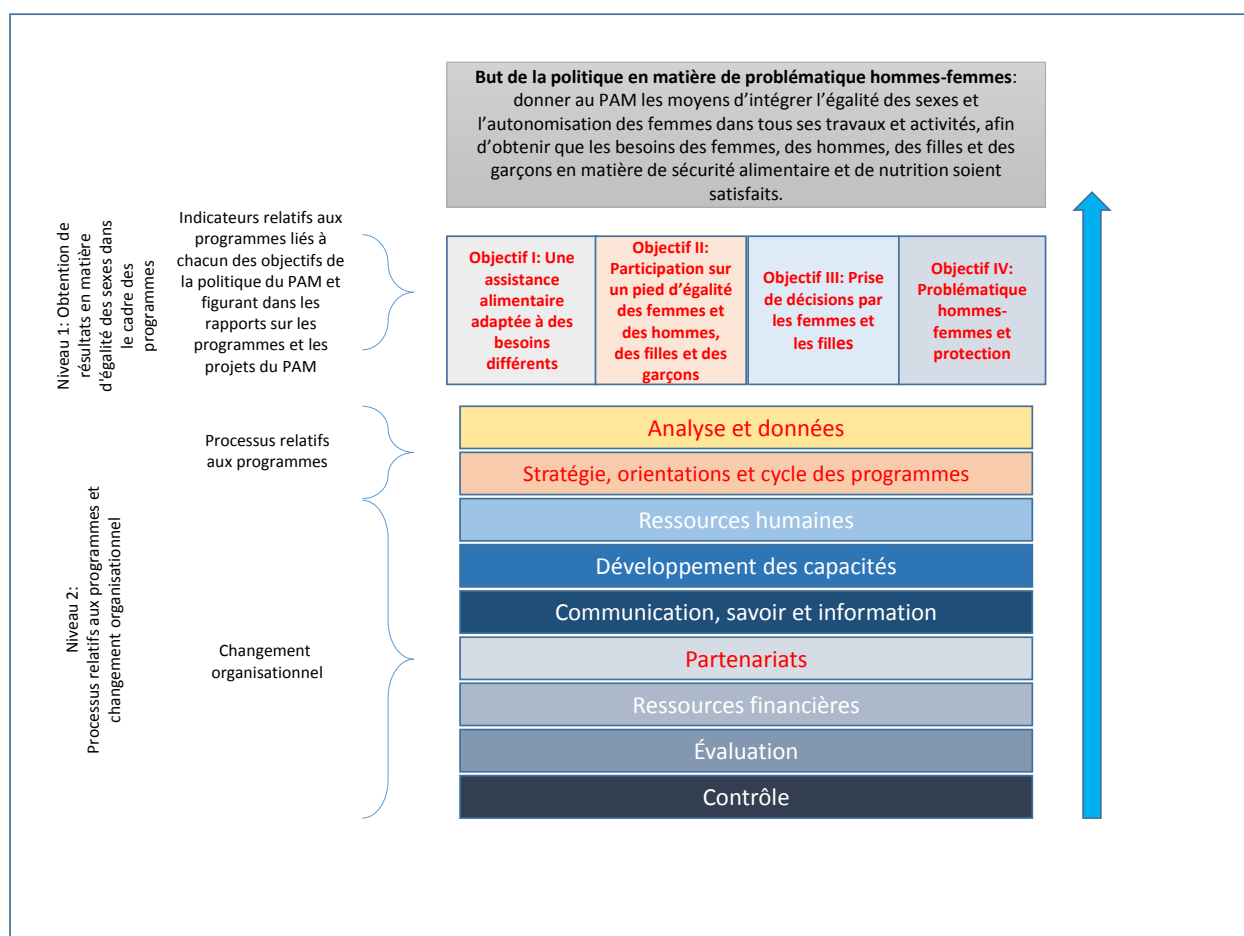 But de la politique en matière de problématique hommes-femmes:
donner au PAM les moyens d'intégrer l'égalité des sexes et
l'autonomisation des femmes dans tous ses travaux et activités, afin
d'obtenir que les besoins des femmes, des hommes, des filles et des
garçons en matière de sécurité alimentaire et de nutrition soient
satisfaits.
Niveau 1: Obtention de
résultats en matière
d'égalité des sexes dans
le cadre des
programmes
Indicateurs relatifs aux
programmes liés à
chacun des objectifs de
la politique du PAM et
figurant dans les
rapports sur les
programmes et les
projets du PAM
Objectif I: Une
assistance
alimentaire
adaptée à des
besoins
différents
Objectif II:
Participation sur
un pied d'égalité
des femmes et
des hommes,
des filles et des
garçons
Objectif III: Prise
de décisions par
les femmes et
les filles
Objectif IV:
Problématique
hommes-
femmes et
protection
Niveau 2:
Processus relatifs aux programmes et
changement organisationnel
Processus relatifs
aux programmes
Analyse et données
Stratégie, orientations et cycle des programmes
Changement
organisationnel
Ressources humaines
Développement des capacités
Communication, savoir et information
Partenariats
Ressources financières
Évaluation
Contrôle